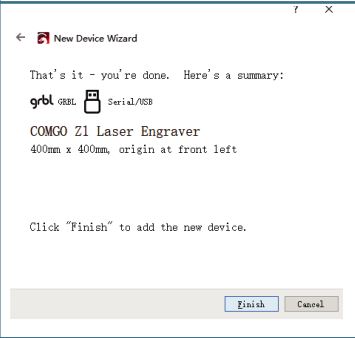 ? ×
← New Device Wizard
That's it - you're done. Here's a summary:
grbl GRBL Serial/USB
COMGO Z1 Laser Engraver
400mm x 400mm, origin at front left
Click "Finish" to add the new device.
Finish Cancel